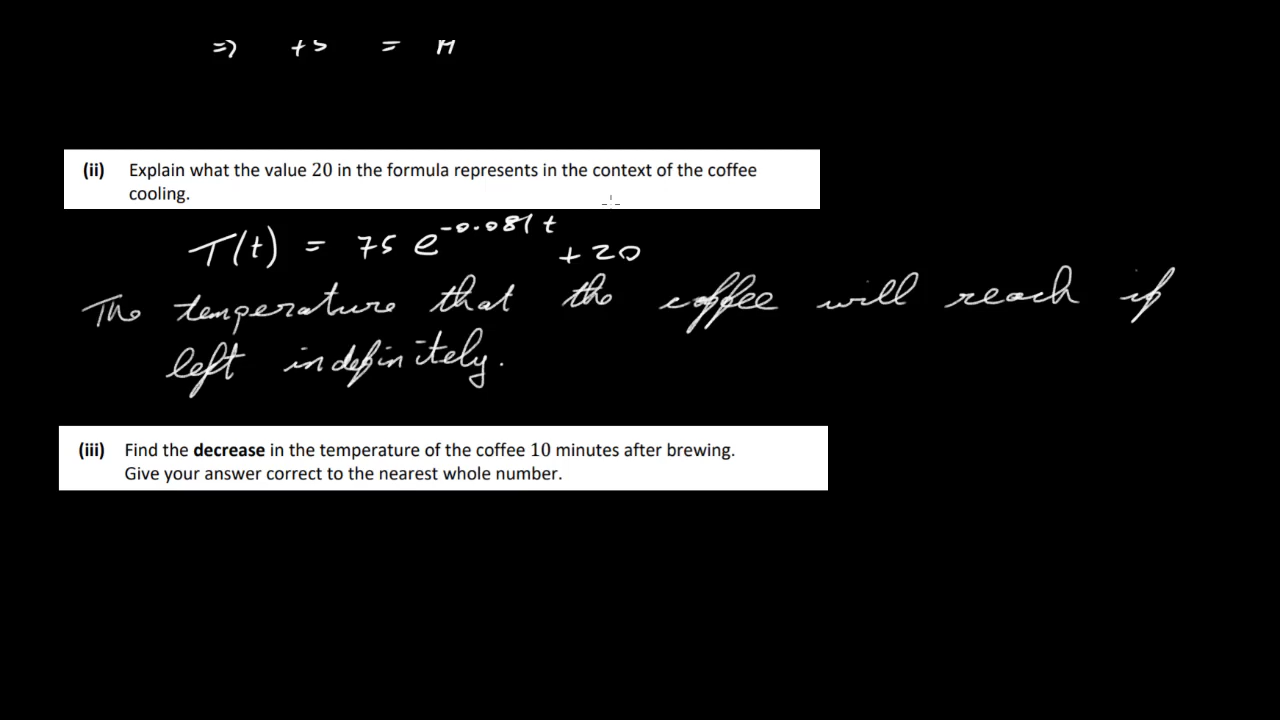 (ii) Explain what the value 20 in the formula represents in the context of the coffee
cooling.
T(t) = 75 e^-0.081t + 20
The temperature that the coffee will reach if
left indefinitely.
(iii) Find the decrease in the temperature of the coffee 10 minutes after brewing.
Give your answer correct to the nearest whole number.